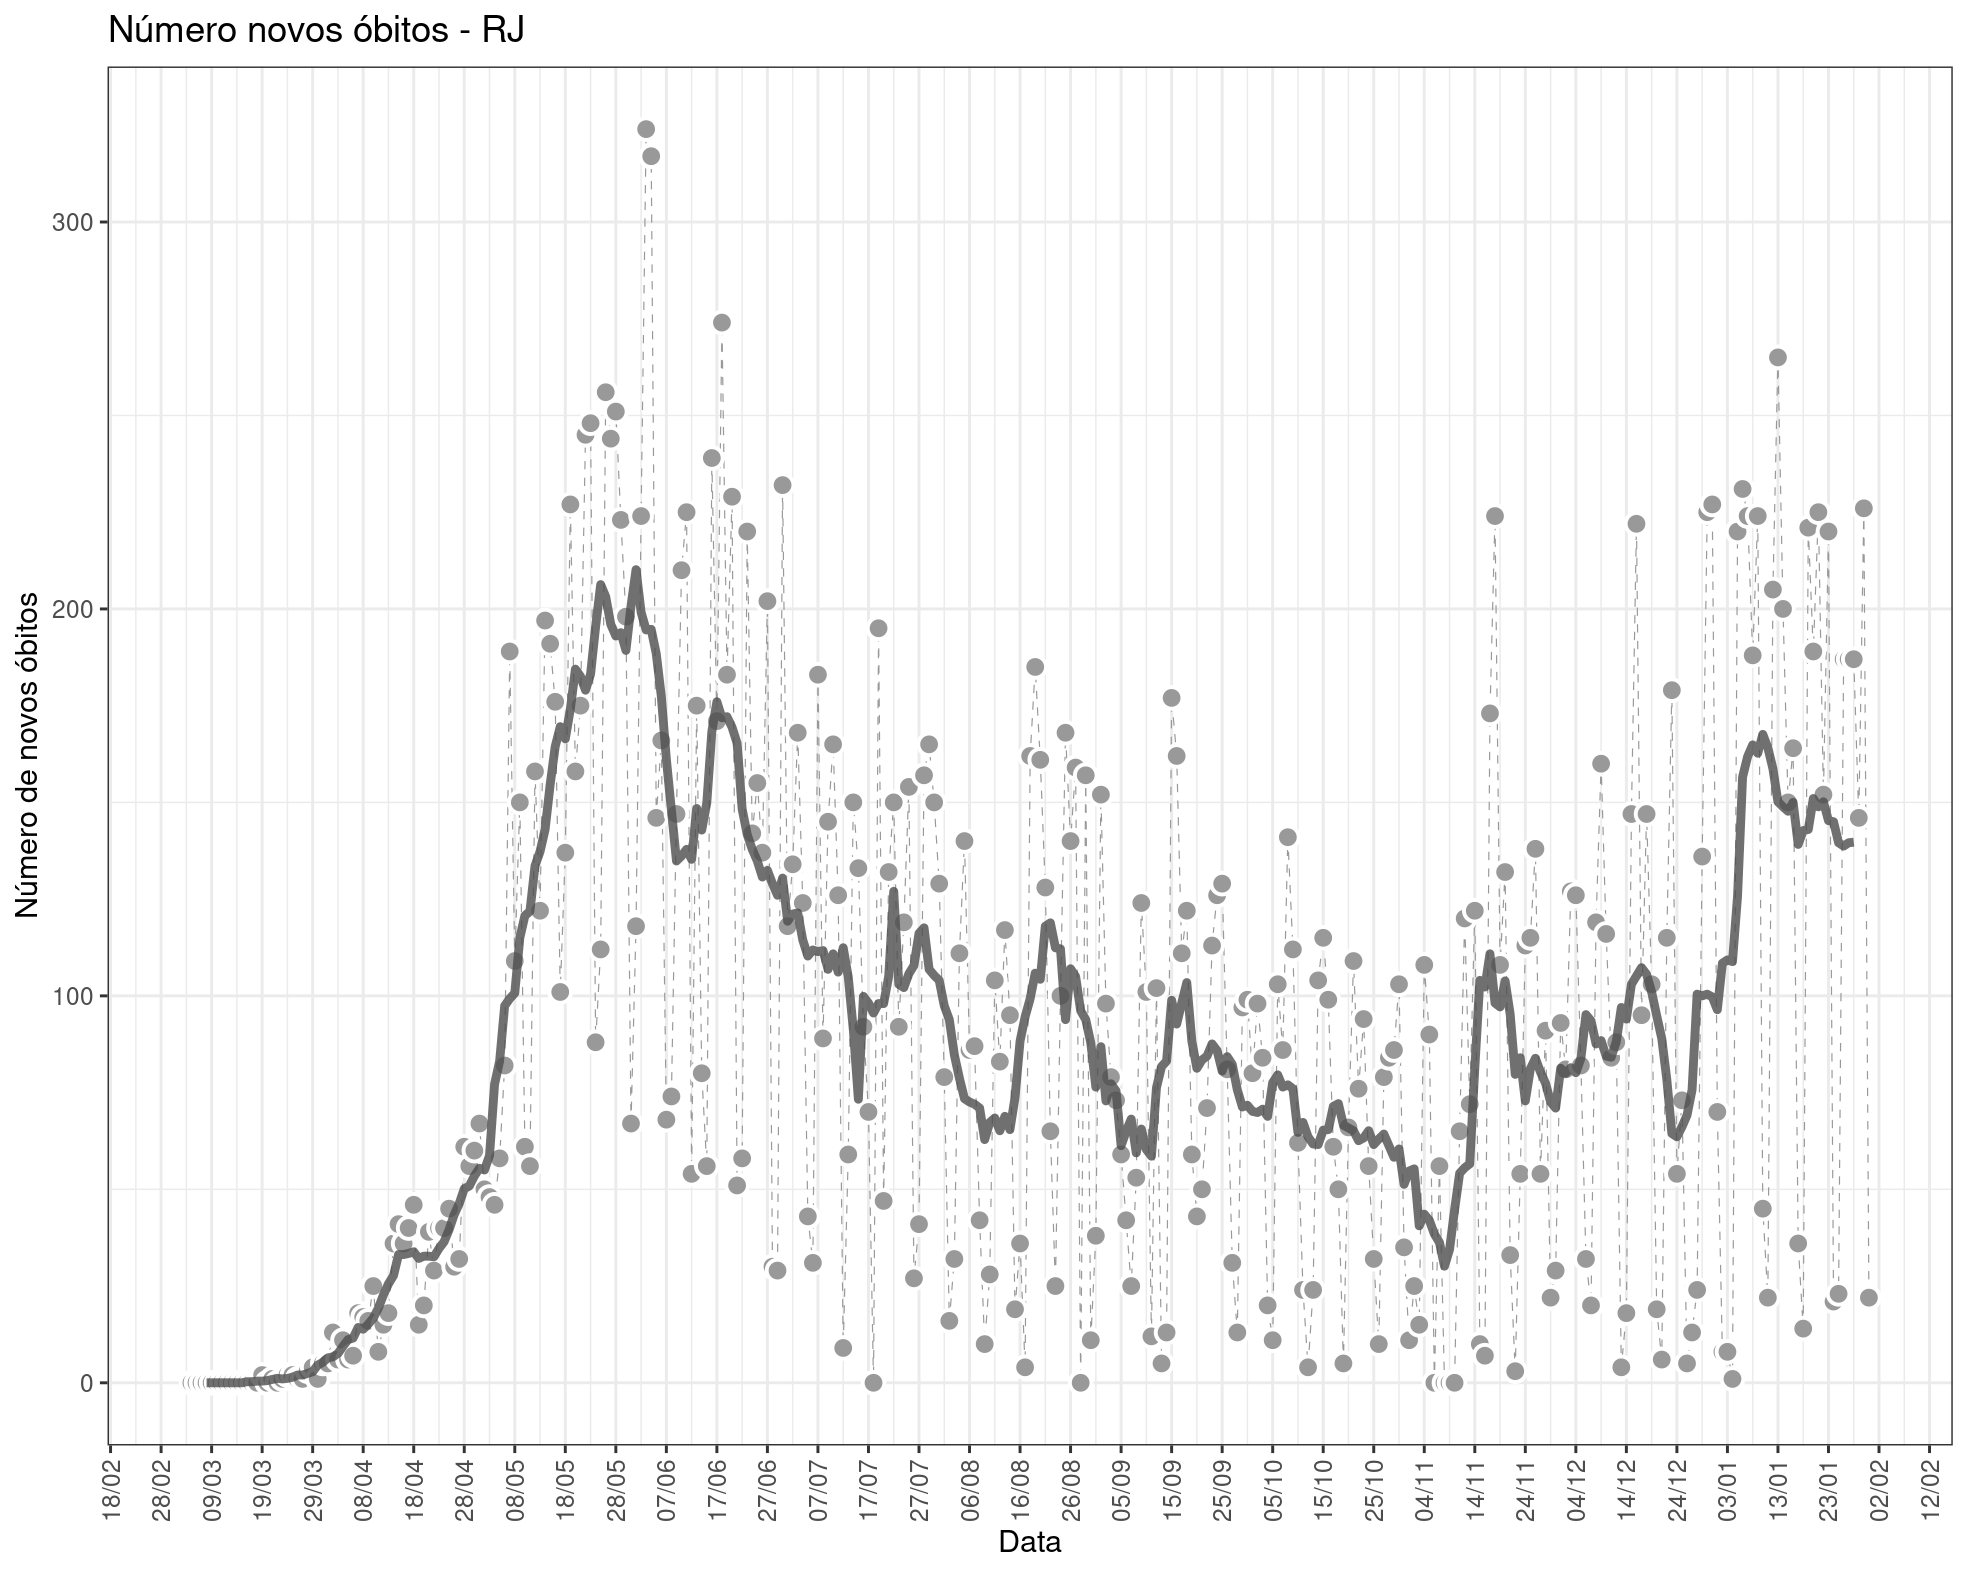 Número novos óbitos - RJ
Número de novos óbitos
300
200
100
0
18/02 28/02 09/03 19/03 29/03 08/04 18/04 28/04 08/05 18/05 28/05 07/06 17/06 27/06 07/07 17/07 27/07 06/08 16/08 26/08 05/09 15/09 25/09 05/10 15/10 25/10 04/11 14/11 24/11 04/12 14/12 24/12 03/01 13/01 23/01 02/02 12/02
Data